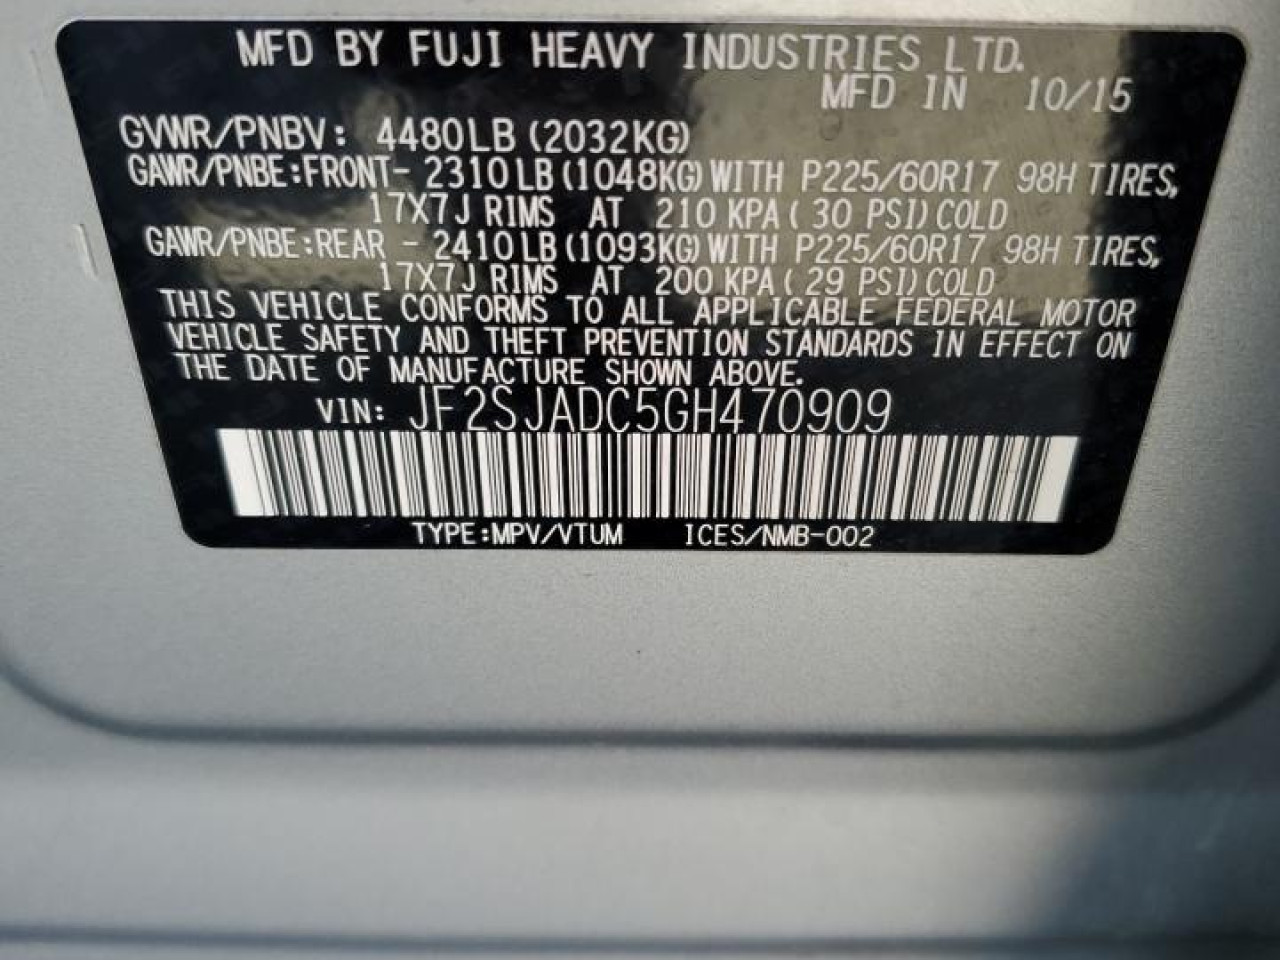 MFD BY FUJI HEAVY INDUSTRIES LTD.
MFD IN 10/15
GVWR/PNBV: 4480LB (2032KG)
GAWR/PNBE:FRONT- 2310LB (1048KG) WITH P225/60R17 98H TIRES,
17X7J RIMS AT 210 KPA ( 30 PSI) COLD
GAWR/PNBE:REAR - 2410LB (1093KG) WITH P225/60R17 98H TIRES,
17X7J RIMS AT 200 KPA ( 29 PSI) COLD
THIS VEHICLE CONFORMS TO ALL APPLICABLE FEDERAL MOTOR
VEHICLE SAFETY AND THEFT PREVENTION STANDARDS IN EFFECT ON
THE DATE OF MANUFACTURE SHOWN ABOVE.
VIN: JF2SJADC5GH470909
TYPE:MPV/VTUM ICES/NMB-002